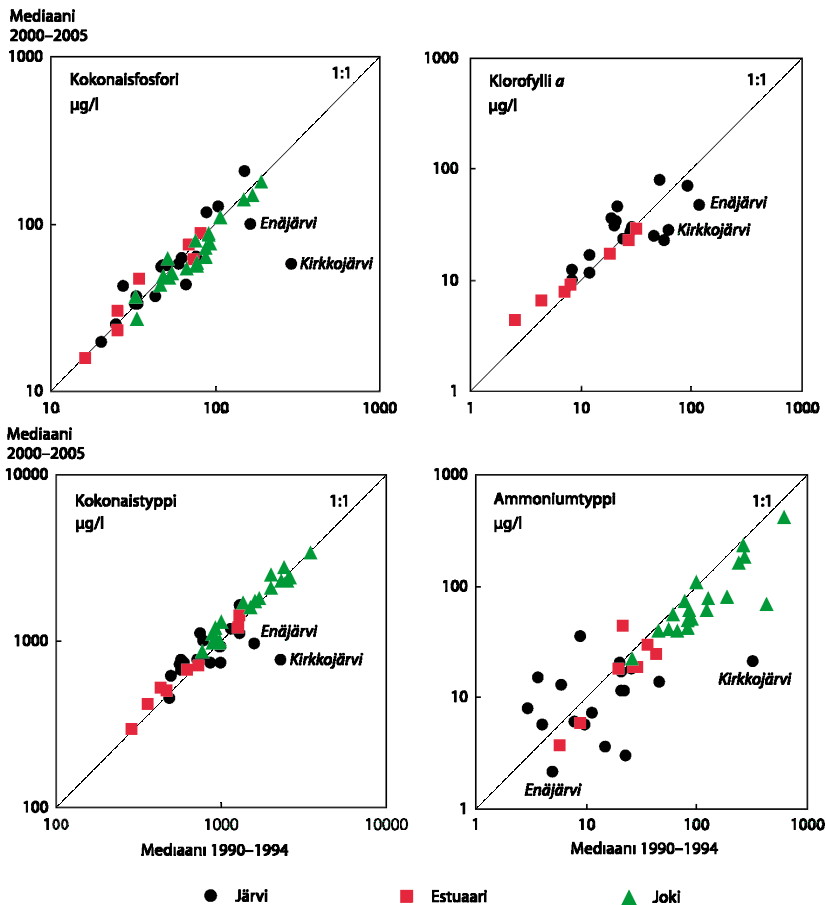 Mediaani
2000–2005
1000
Kokonaisfosfori
µg/l
1:1
100
Enäjärvi
Kirkkojärvi
10
10
100
1000
1000
Klorofylli a
µg/l
1:1
100
Enäjärvi
Kirkkojärvi
10
1
1
10
100
1000
Mediaani
2000–2005
10000
Kokonaistyppi
µg/l
1:1
1000
Enäjärvi
Kirkkojärvi
100
100
1000
10000
Mediaani 1990–1994
1000
Ammoniumtyppi
µg/l
1:1
100
Kirkkojärvi
10
Enäjärvi
1
1
10
100
1000
Mediaani 1990–1994
Järvi
Estuaari
Joki